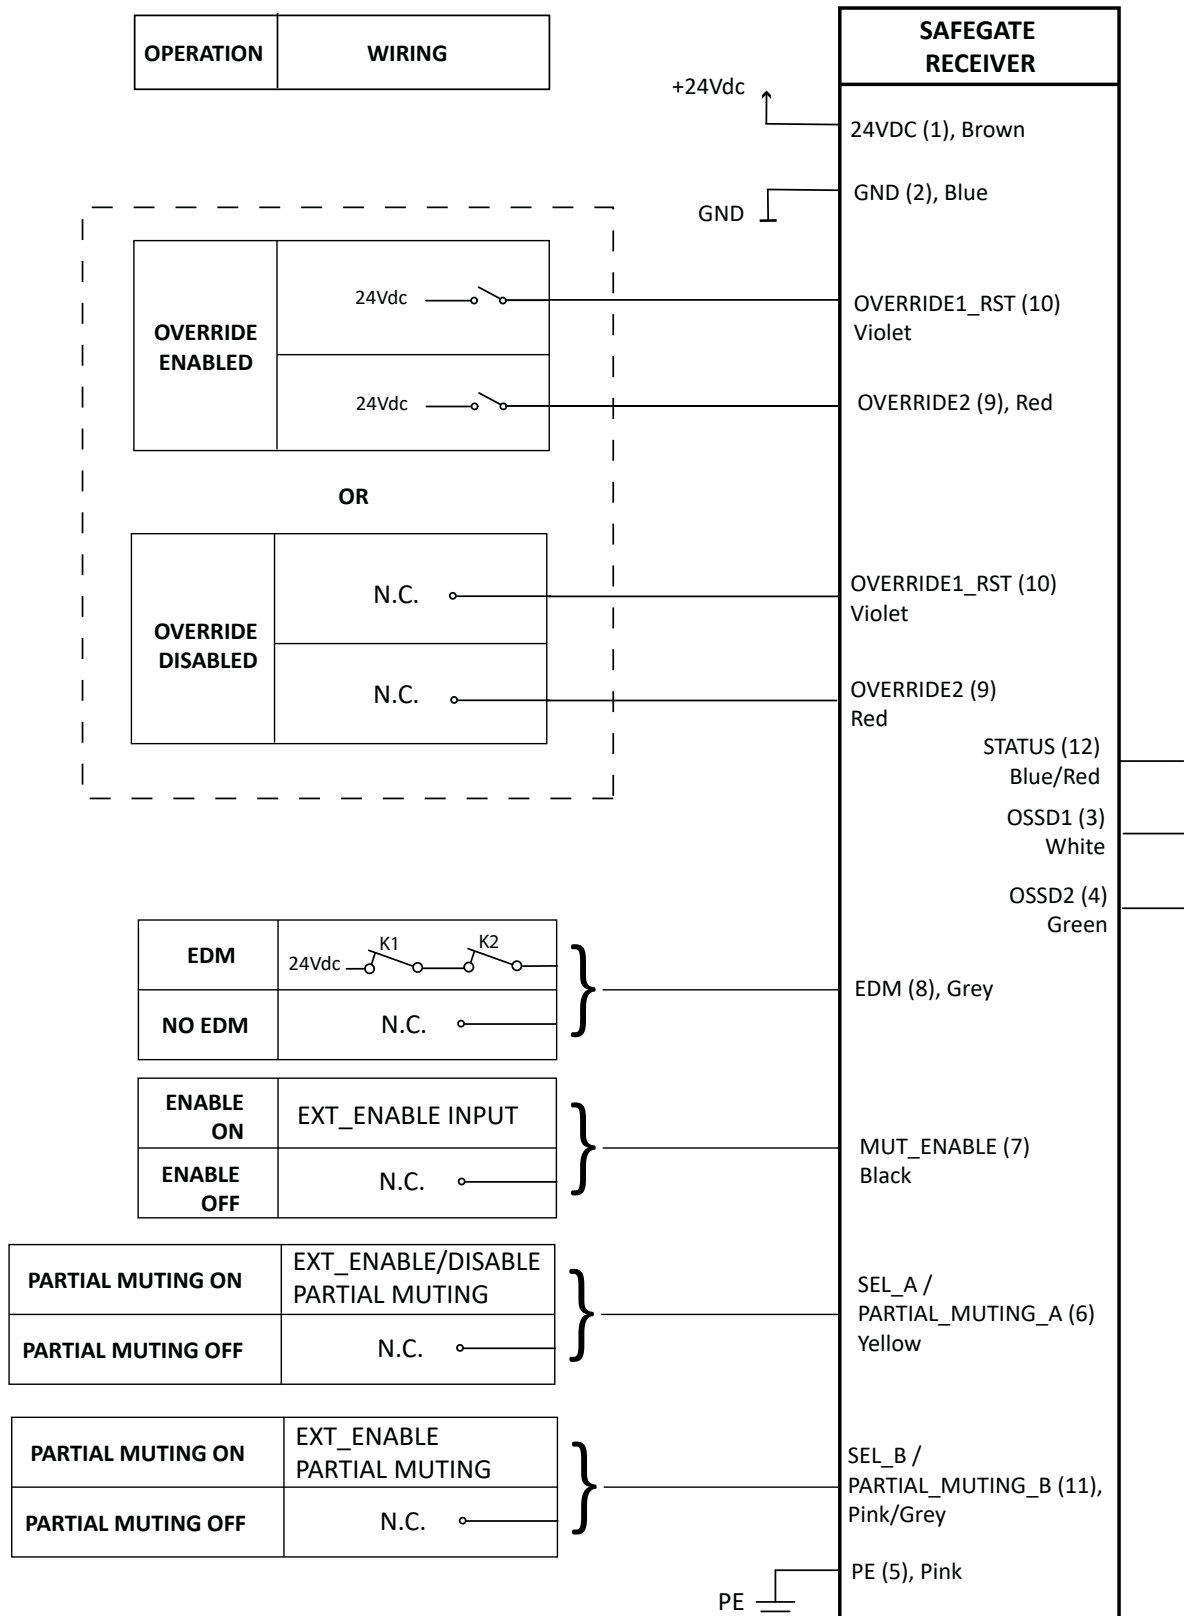 OPERATION
WIRING
SAFEGATE
RECEIVER
+24Vdc
24VDC (1), Brown
GND
GND (2), Blue
OVERRIDE
ENABLED
24Vdc
OVERRIDE1_RST (10)
Violet
24Vdc
OVERRIDE2 (9), Red
OR
OVERRIDE
DISABLED
N.C.
OVERRIDE1_RST (10)
Violet
N.C.
OVERRIDE2 (9)
Red
STATUS (12)
Blue/Red
OSSD1 (3)
White
OSSD2 (4)
Green
EDM
24Vdc
K1
K2
NO EDM
N.C.
EDM (8), Grey
ENABLE
ON
EXT_ENABLE INPUT
ENABLE
OFF
N.C.
MUT_ENABLE (7)
Black
PARTIAL MUTING ON
EXT_ENABLE/DISABLE
PARTIAL MUTING
PARTIAL MUTING OFF
N.C.
SEL_A /
PARTIAL_MUTING_A (6)
Yellow
PARTIAL MUTING ON
EXT_ENABLE
PARTIAL MUTING
PARTIAL MUTING OFF
N.C.
SEL_B /
PARTIAL_MUTING_B (11),
Pink/Grey
PE
PE (5), Pink